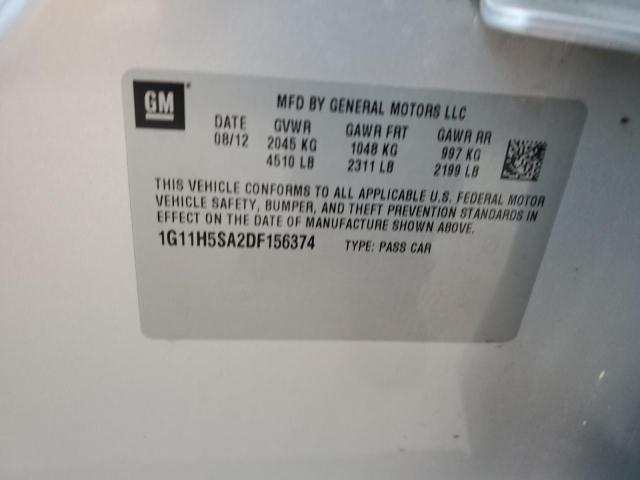 GM
MFD BY GENERAL MOTORS LLC
DATE GVWR GAWR FRT GAWR RR
08/12 2045 KG 1048 KG 997 KG
4510 LB 2311 LB 2199 LB
THIS VEHICLE CONFORMS TO ALL APPLICABLE U.S. FEDERAL MOTOR
VEHICLE SAFETY, BUMPER, AND THEFT PREVENTION STANDARDS IN
EFFECT ON THE DATE OF MANUFACTURE SHOWN ABOVE.
1G11H5SA2DF156374 TYPE: PASS CAR